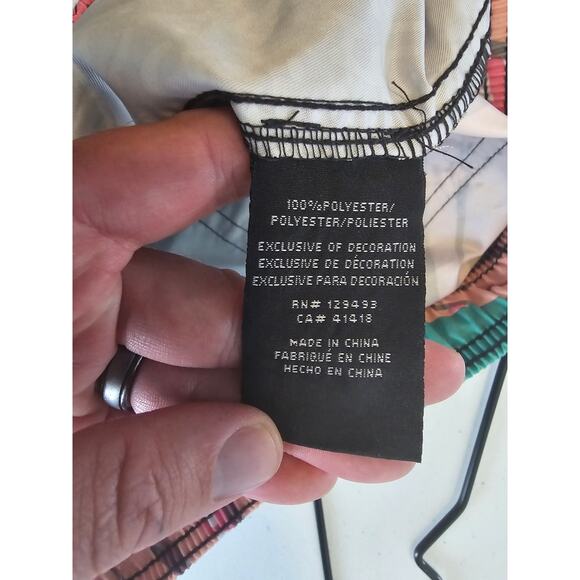 100%POLYESTER/
POLYESTER/POLIESTER
EXCLUSIVE OF DECORATION
EXCLUSIVE DE DÉCORATION
EXCLUSIVO PARA DECORACIÓN
RN# 129493
CA# 41418
MADE IN CHINA
FABRIQUÉ EN CHINE
HECHO EN CHINA